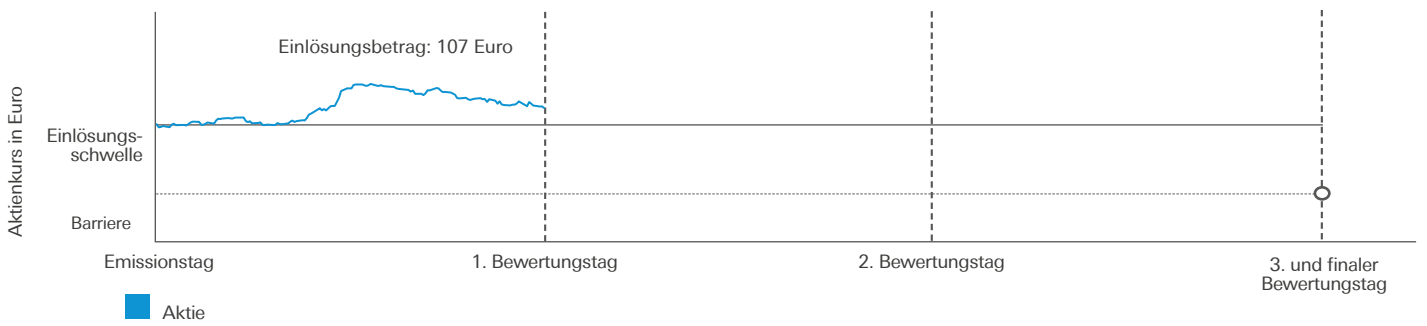 Einlösungsbetrag: 107 Euro
Aktienkurs in Euro
Einlösungs-
schwelle
Barriere
Emissionstag
1. Bewertungstag
2. Bewertungstag
3. und finaler
Bewertungstag
Aktie